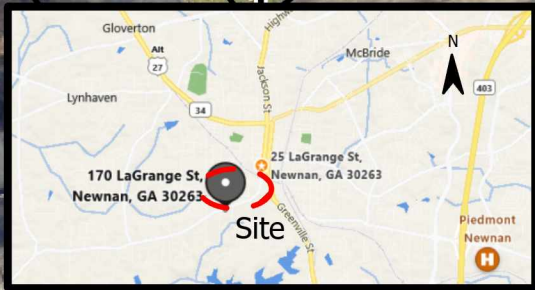 Gloverton
Highw
McBride
N
Alt
27
Jackson St
403
Lynhaven
34
170 LaGrange St,
Newnan, GA 30263
25 LaGrange St,
Newnan, GA 30263
Site
Greenville St
Piedmont
Newnan
H